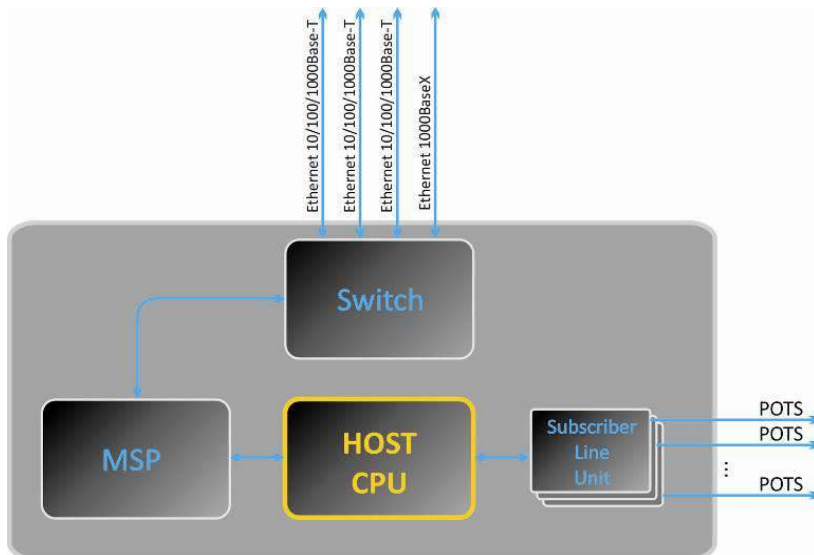 Ethernet 10/100/1000Base-T
Ethernet 10/100/1000Base-T
Ethernet 10/100/1000Base-T
Ethernet 1000BaseX
Switch
MSP
HOST
CPU
Subscriber
Line
Unit
POTS
POTS
...
POTS